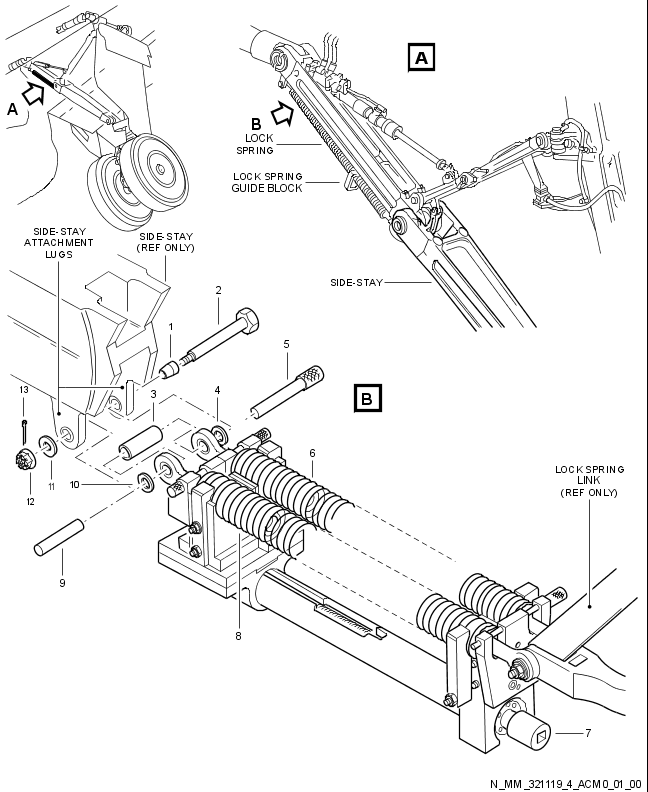 A
A
B
LOCK
SPRING
LOCK SPRING
GUIDE BLOCK
SIDE-STAY
SIDE-STAY
ATTACHMENT
LUGS
SIDE-STAY
(REF ONLY)
2
1
5
B
13
3
4
6
10
11
12
9
8
LOCK SPRING
LINK
(REF ONLY)
7
N_MM_321119_4_ACM0_01_00